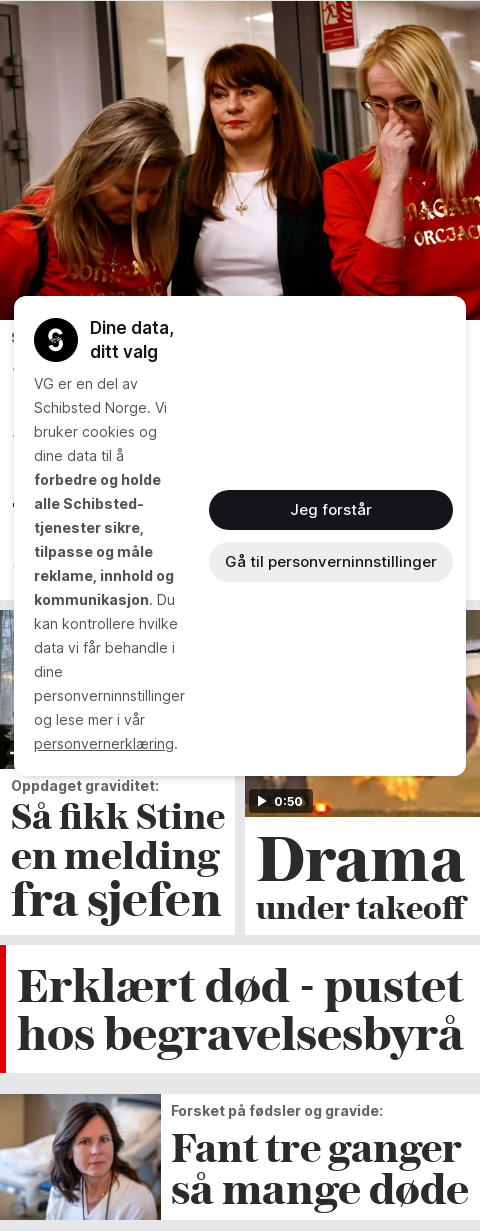 Dine data,
ditt valg
VG er en del av
Schibsted Norge. Vi
bruker cookies og
dine data til å
forbedre og holde
alle Schibsted-
tjenester sikre,
tilpasse og måle
reklame, innhold og
kommunikasjon. Du
kan kontrollere hvilke
data vi får behandle i
dine
personverninnstillinger
og lese mer i vår
personvernerklæring.
Jeg forstår
Gå til personverninnstillinger
Oppdaget graviditet:
Så fikk Stine
en melding
fra sjefen
0:50
Drama
under takeoff
Erklært død - pustet
hos begravelsesbyrå
Forsket på fødsler og gravide:
Fant tre ganger
så mange døde